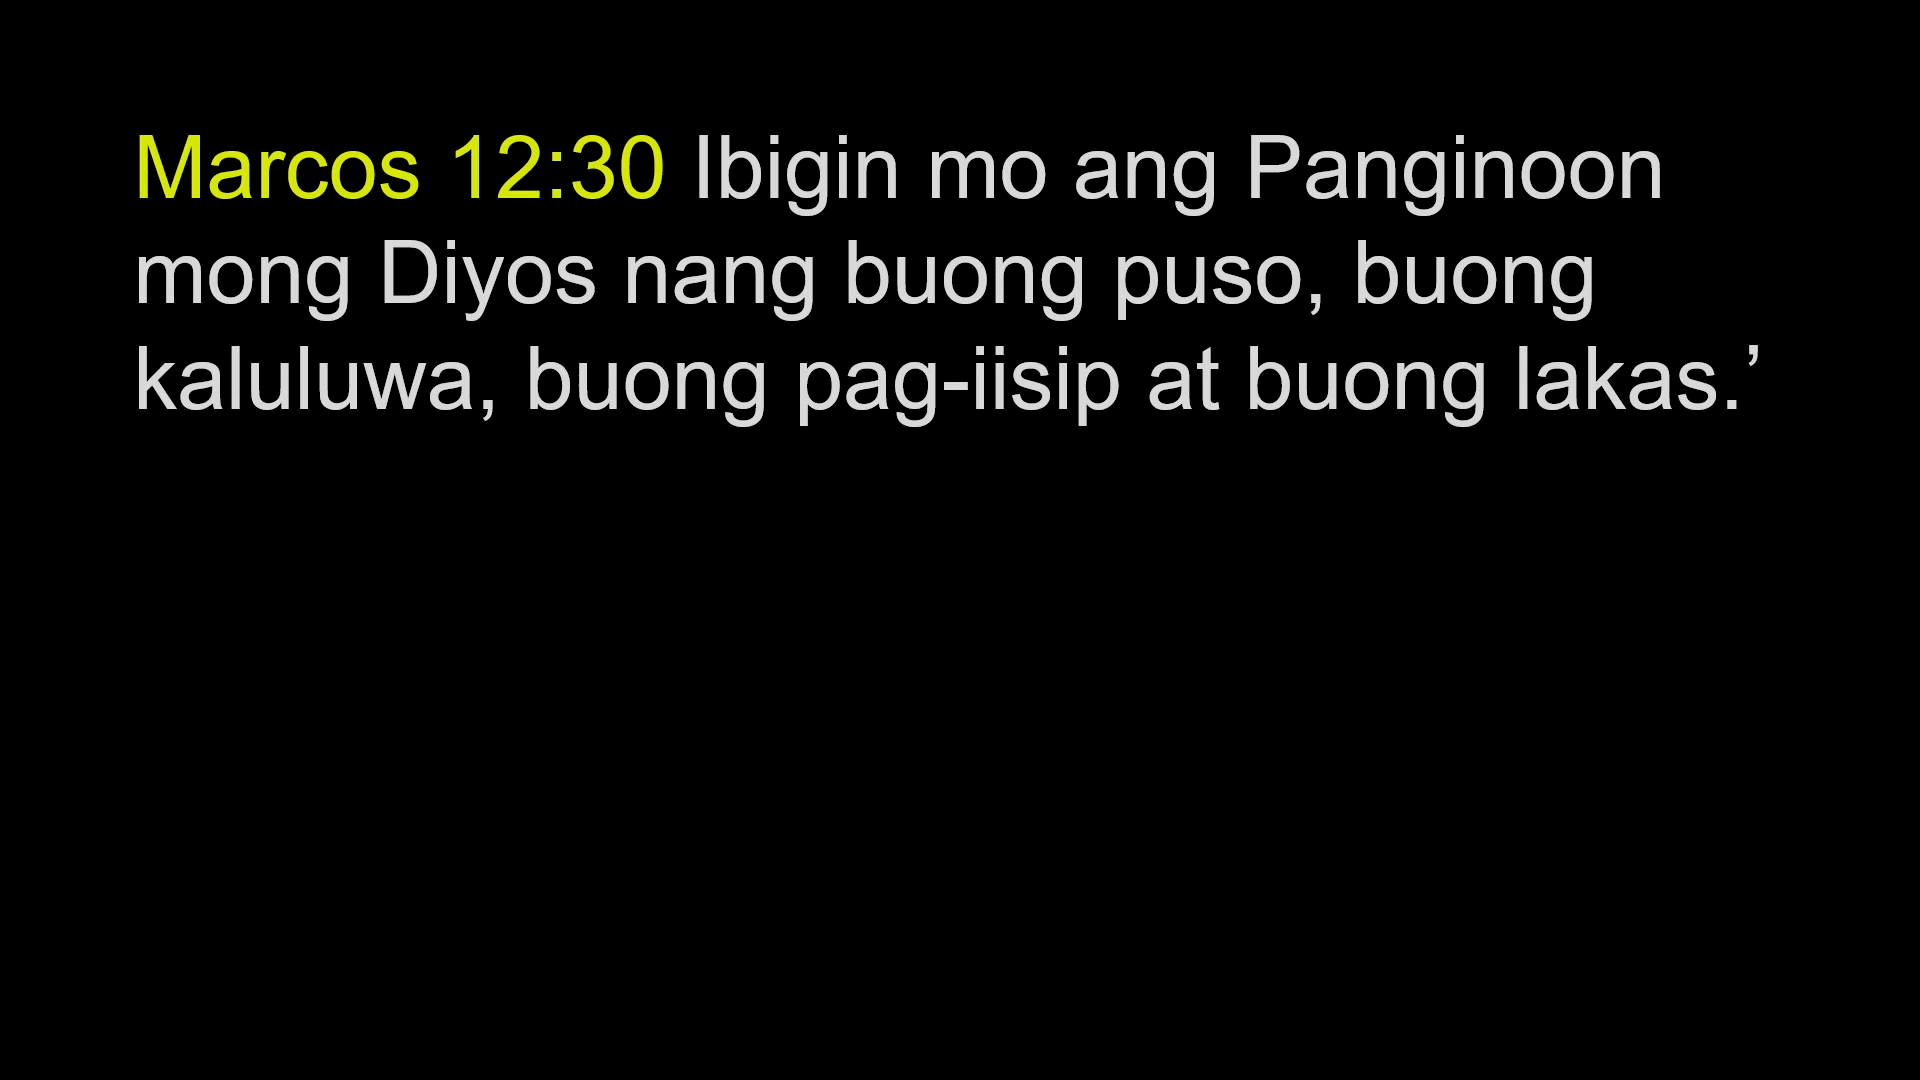 Marcos 12:30 Ibigin mo ang Panginoon
mong Diyos nang buong puso, buong
kaluluwa, buong pag-iisip at buong lakas.’